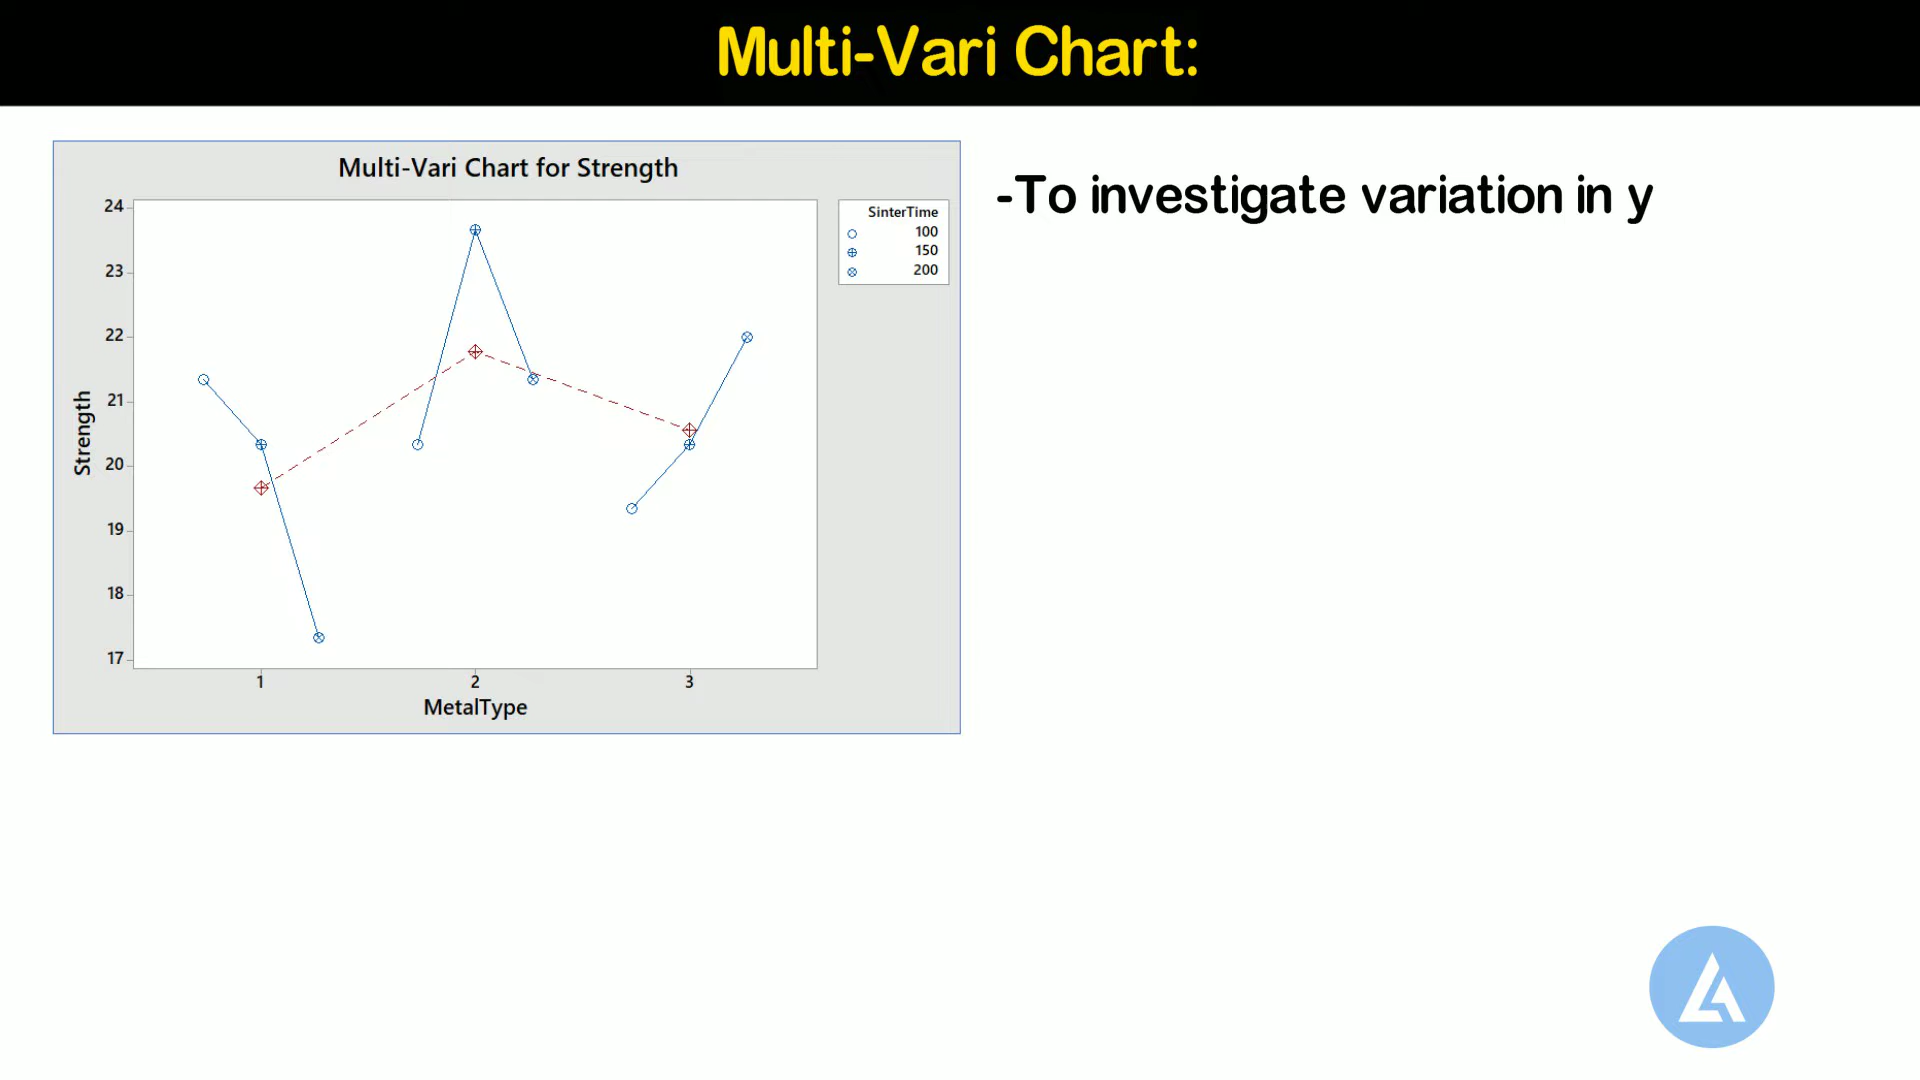 Multi-Vari Chart:
Multi-Vari Chart for Strength
-To investigate variation in y
24
23
22
21
20
19
18
17
Strength
SinterTime
100
150
200
1 2 3
MetalType